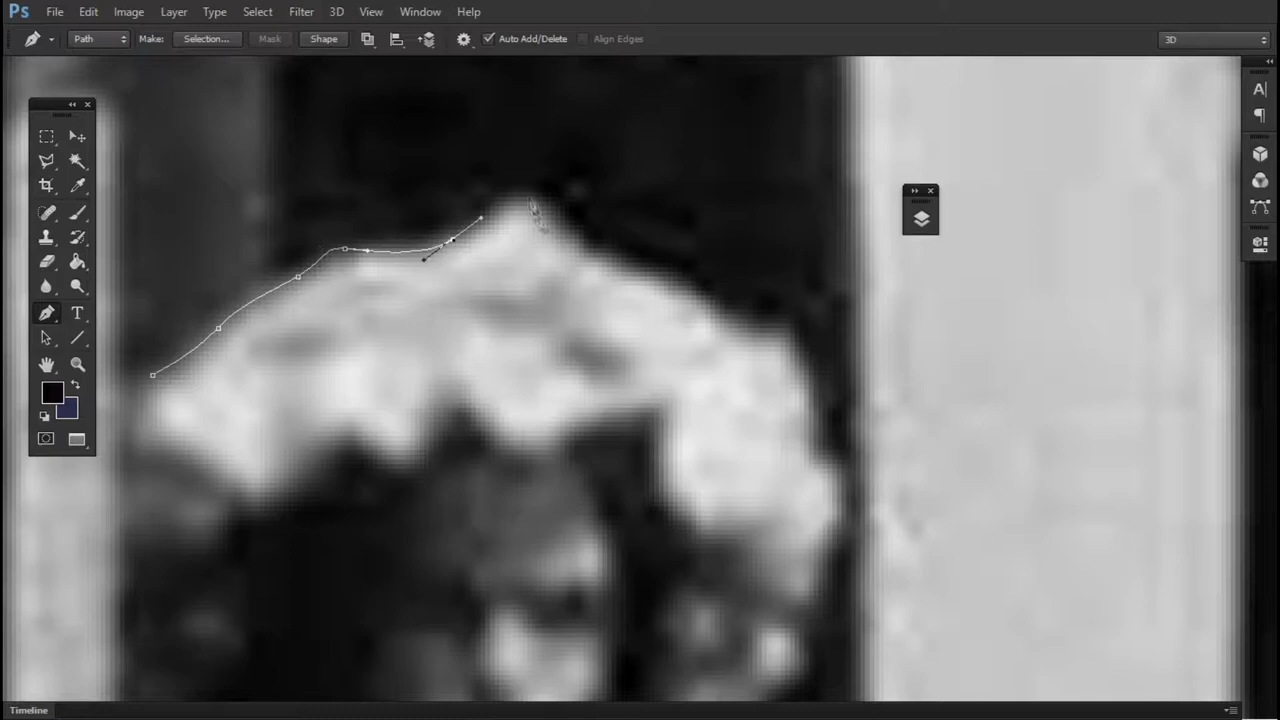 Ps File Edit Image Layer Type Select Filter 3D View Window Help
Path Make: Selection... Mask Shape Auto Add/Delete Align Edges 3D
A
T
Timeline